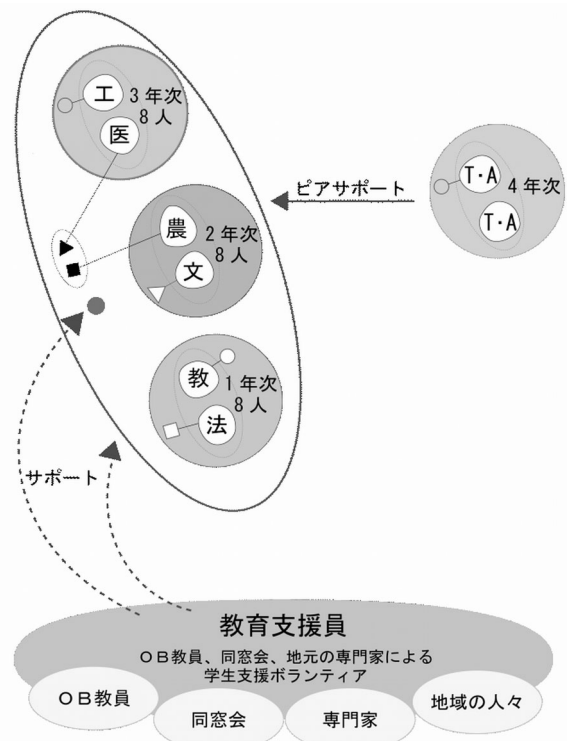 工
3年次
8人
医
ピアサポート
T・A
4年次
T・A
農
2年次
8人
文
教
1年次
8人
法
サポート
教育支援員
ＯＢ教員、同窓会、地元の専門家による
学生支援ボランティア
ＯＢ教員
同窓会
専門家
地域の人々